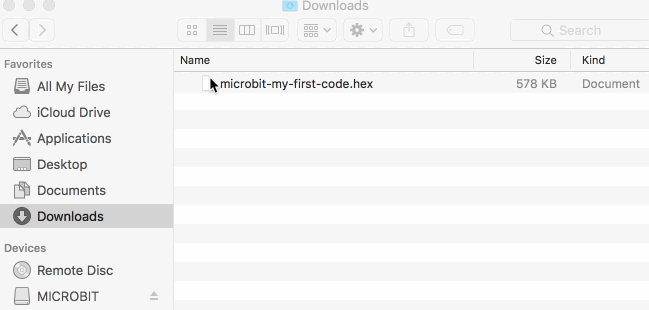 Downloads
Search
Favorites
All My Files
iCloud Drive
Applications
Desktop
Documents
Downloads
Devices
Remote Disc
MICROBIT
Name Size Kind
microbit-my-first-code.hex 578 KB Document